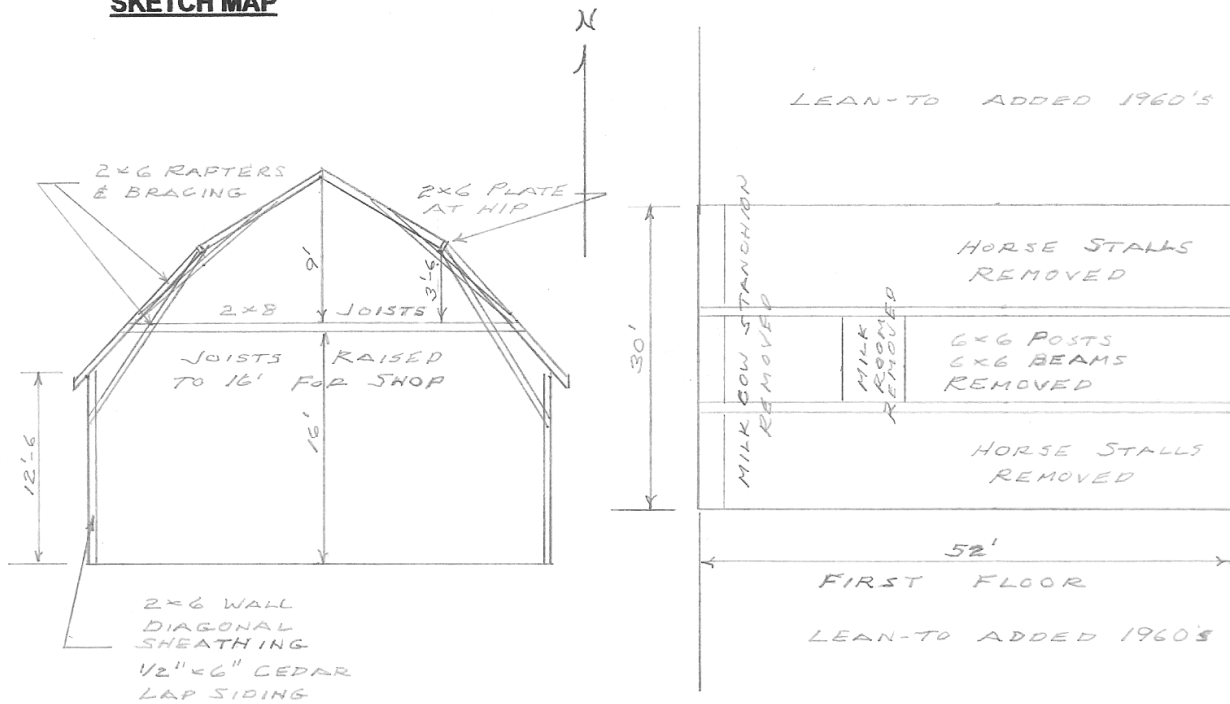 SKETCH MAP
N
2×6 RAFTERS
& BRACING
2×6 PLATE
AT HIP
9'
3'-6
2×8 JOISTS
JOISTS RAISED
TO 16' FOR SHOP
12'-6
16'
2×6 WALL
DIAGONAL
SHEATHING
1/2" × 6" CEDAR
LAP SIDING
LEAN-TO ADDED 1960'S
30'
MILK COW STANCHION
REMOVED
HORSE STALLS
REMOVED
MILK
ROOM
REMOVED
6×6 POSTS
6×6 BEAMS
REMOVED
HORSE STALLS
REMOVED
52'
FIRST FLOOR
LEAN-TO ADDED 1960's